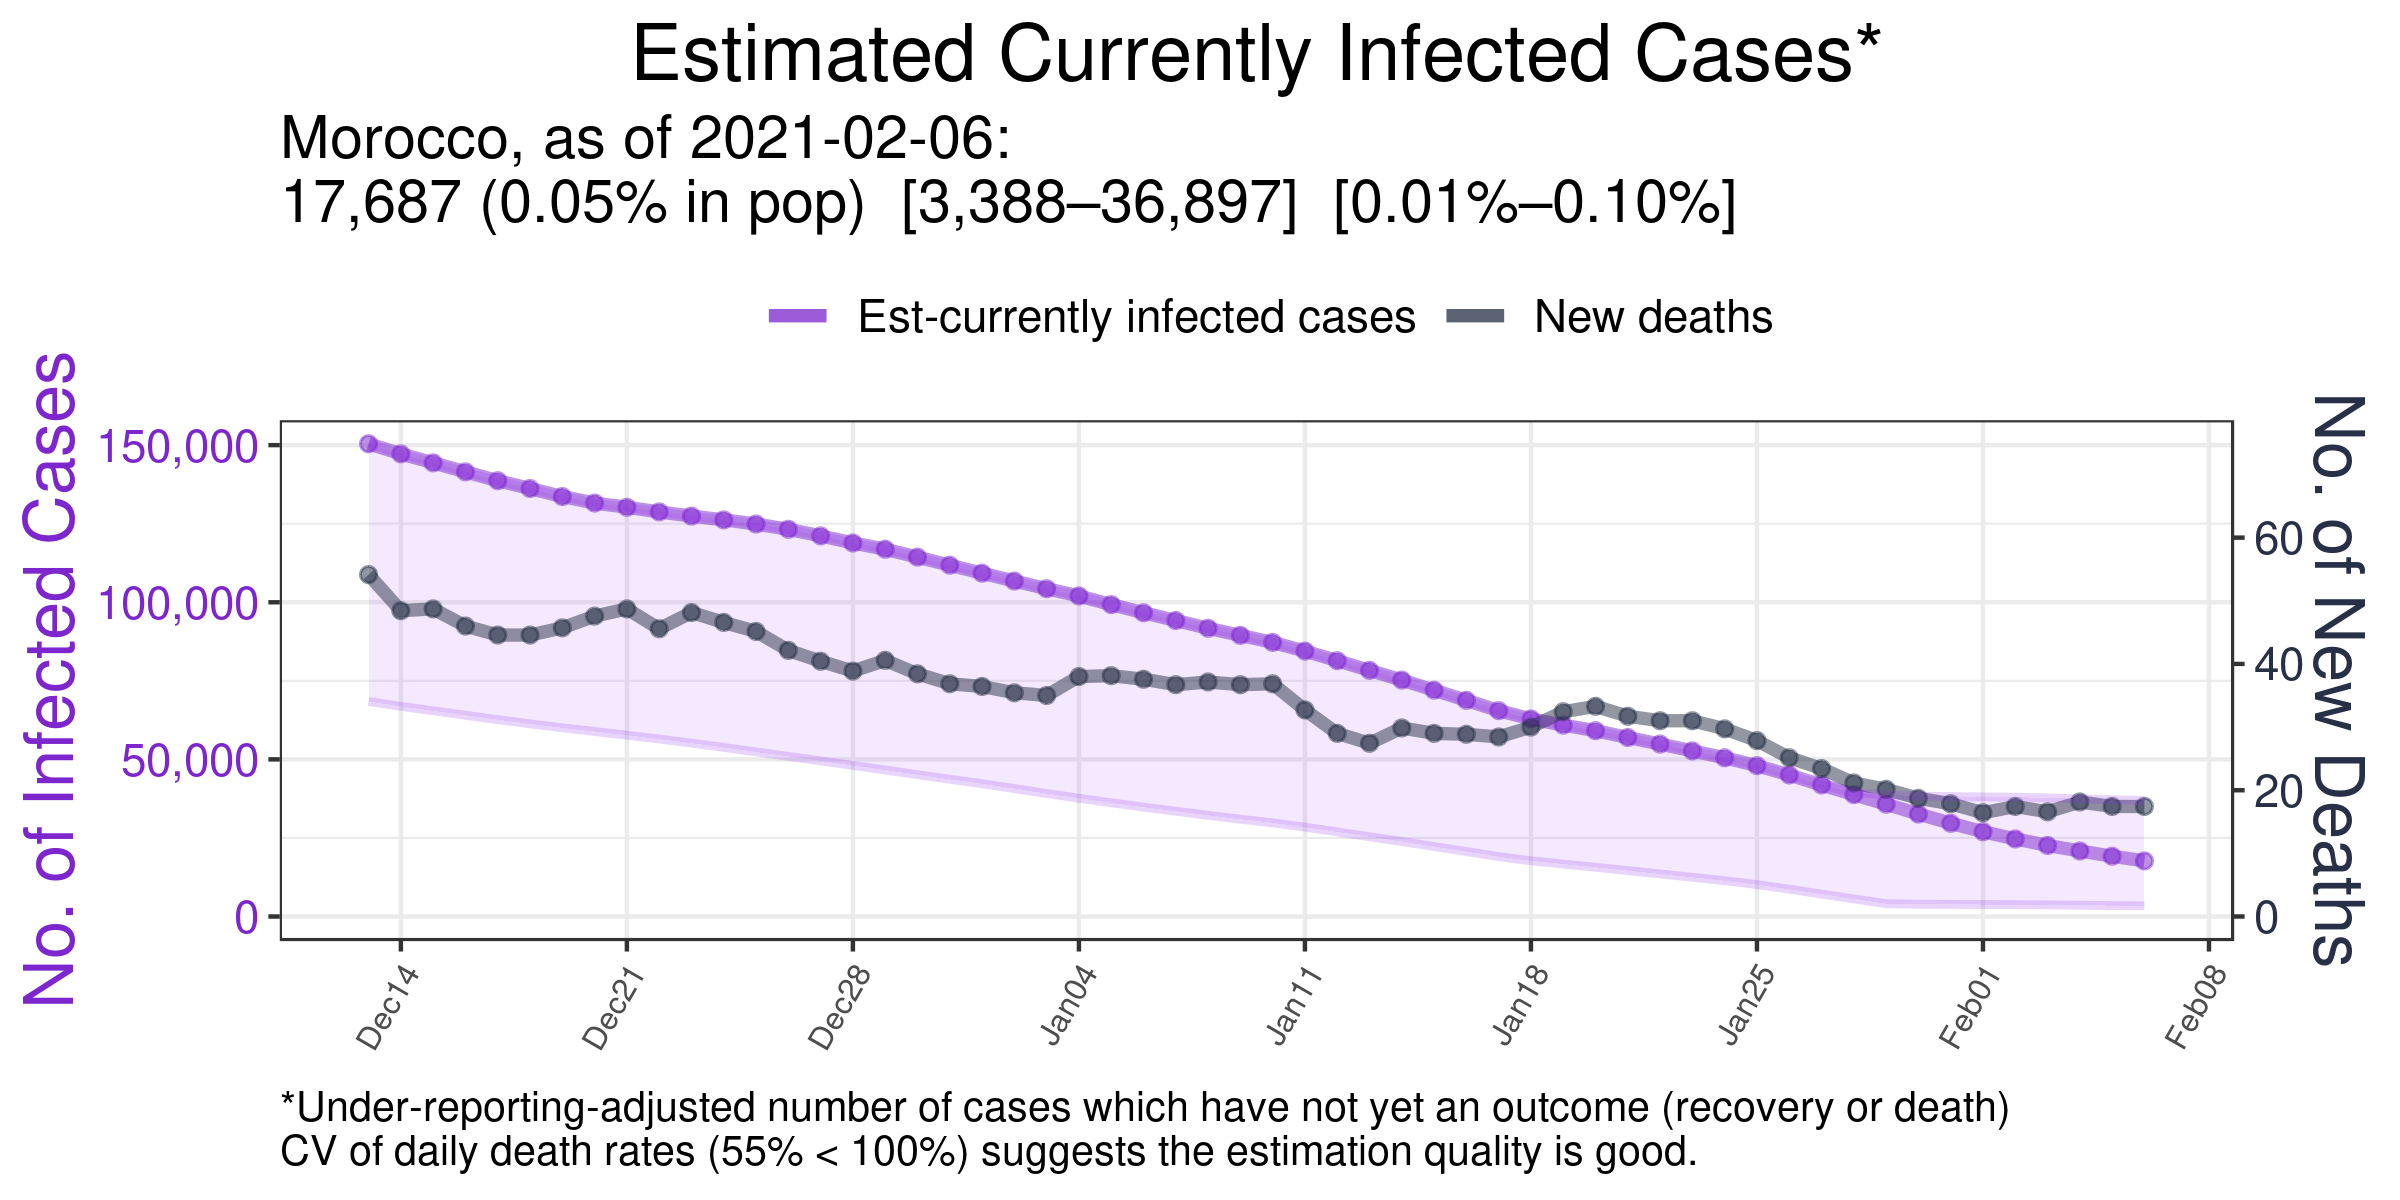 Estimated Currently Infected Cases*
Morocco, as of 2021-02-06:
17,687 (0.05% in pop)  [3,388–36,897]  [0.01%–0.10%]
Est-currently infected cases
New deaths
No. of Infected Cases
150,000
100,000
50,000
0
60
40
20
0
No. of New Deaths
Dec14
Dec21
Dec28
Jan04
Jan11
Jan18
Jan25
Feb01
Feb08
*Under-reporting-adjusted number of cases which have not yet an outcome (recovery or death)
CV of daily death rates (55% < 100%) suggests the estimation quality is good.